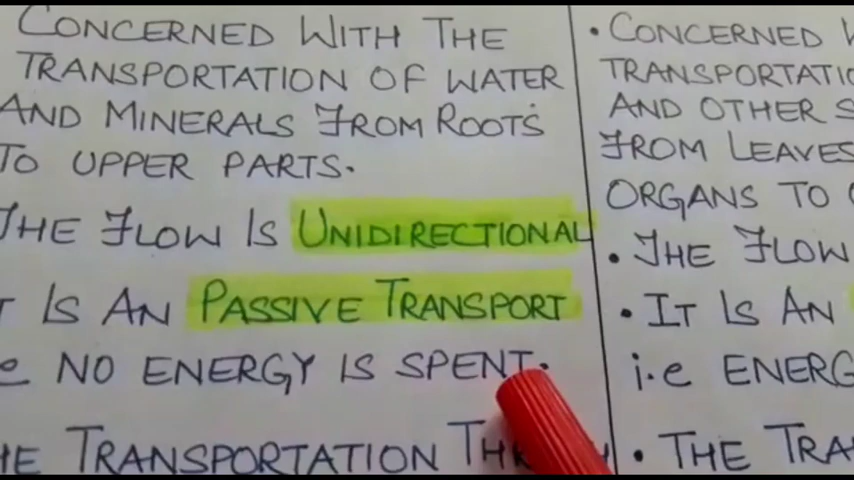 CONCERNED WITH THE
TRANSPORTATION OF WATER
AND MINERALS FROM ROOTS
TO UPPER PARTS.
THE FLOW IS UNIDIRECTIONAL
IS AN PASSIVE TRANSPORT
e NO ENERGY IS SPENT.
TRANSPORTATION
• CONCERNED
TRANSPORTATIO
AND OTHER S
FROM LEAVES
ORGANS TO
• THE FLOW
• IT IS AN
i.e ENERG
• THE TRA